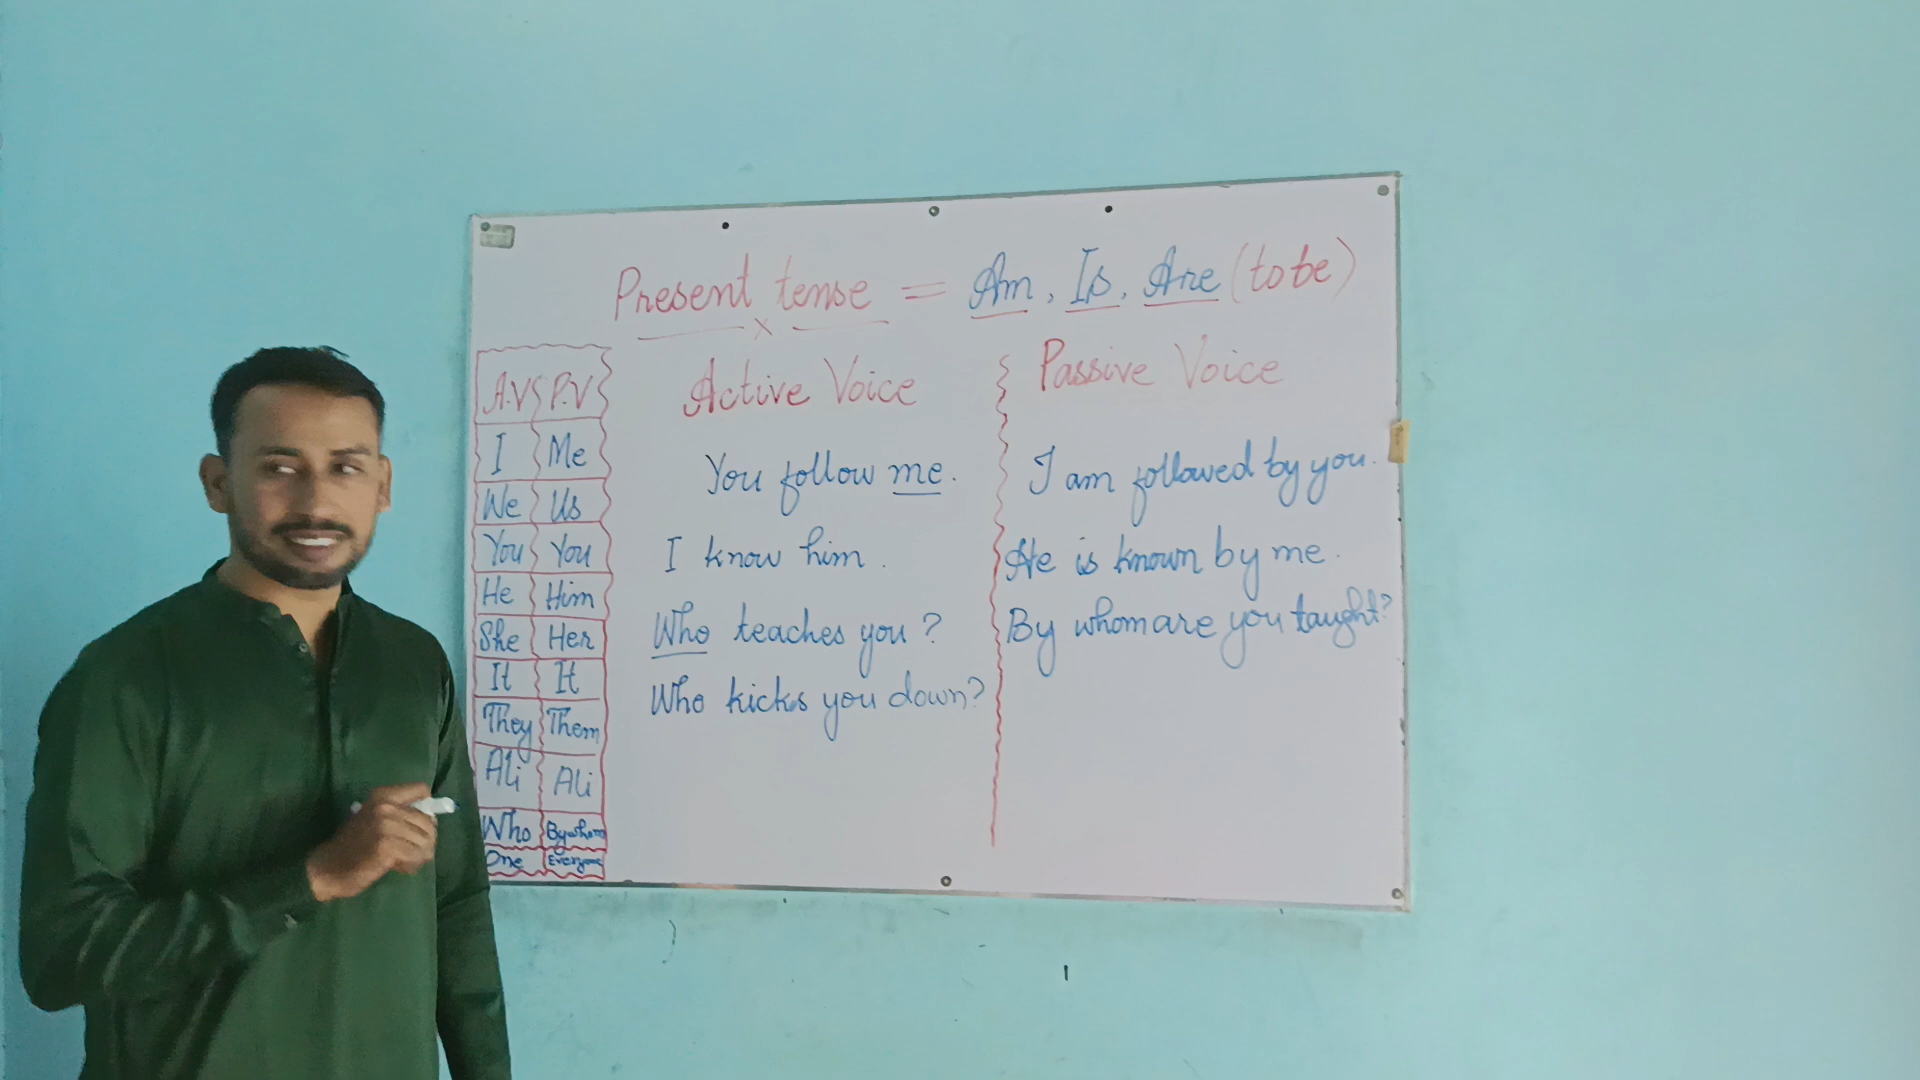 Present tense = Am, Is, Are (to be)
A.V P.V
I Me
We Us
You You
He Him
She Her
It It
They Them
Ali Ali
Who By whom
One Everyone
Active Voice
You follow me.
I know him.
Who teaches you?
Who kicks you down?
Passive Voice
I am followed by you.
He is known by me.
By whom are you taught?